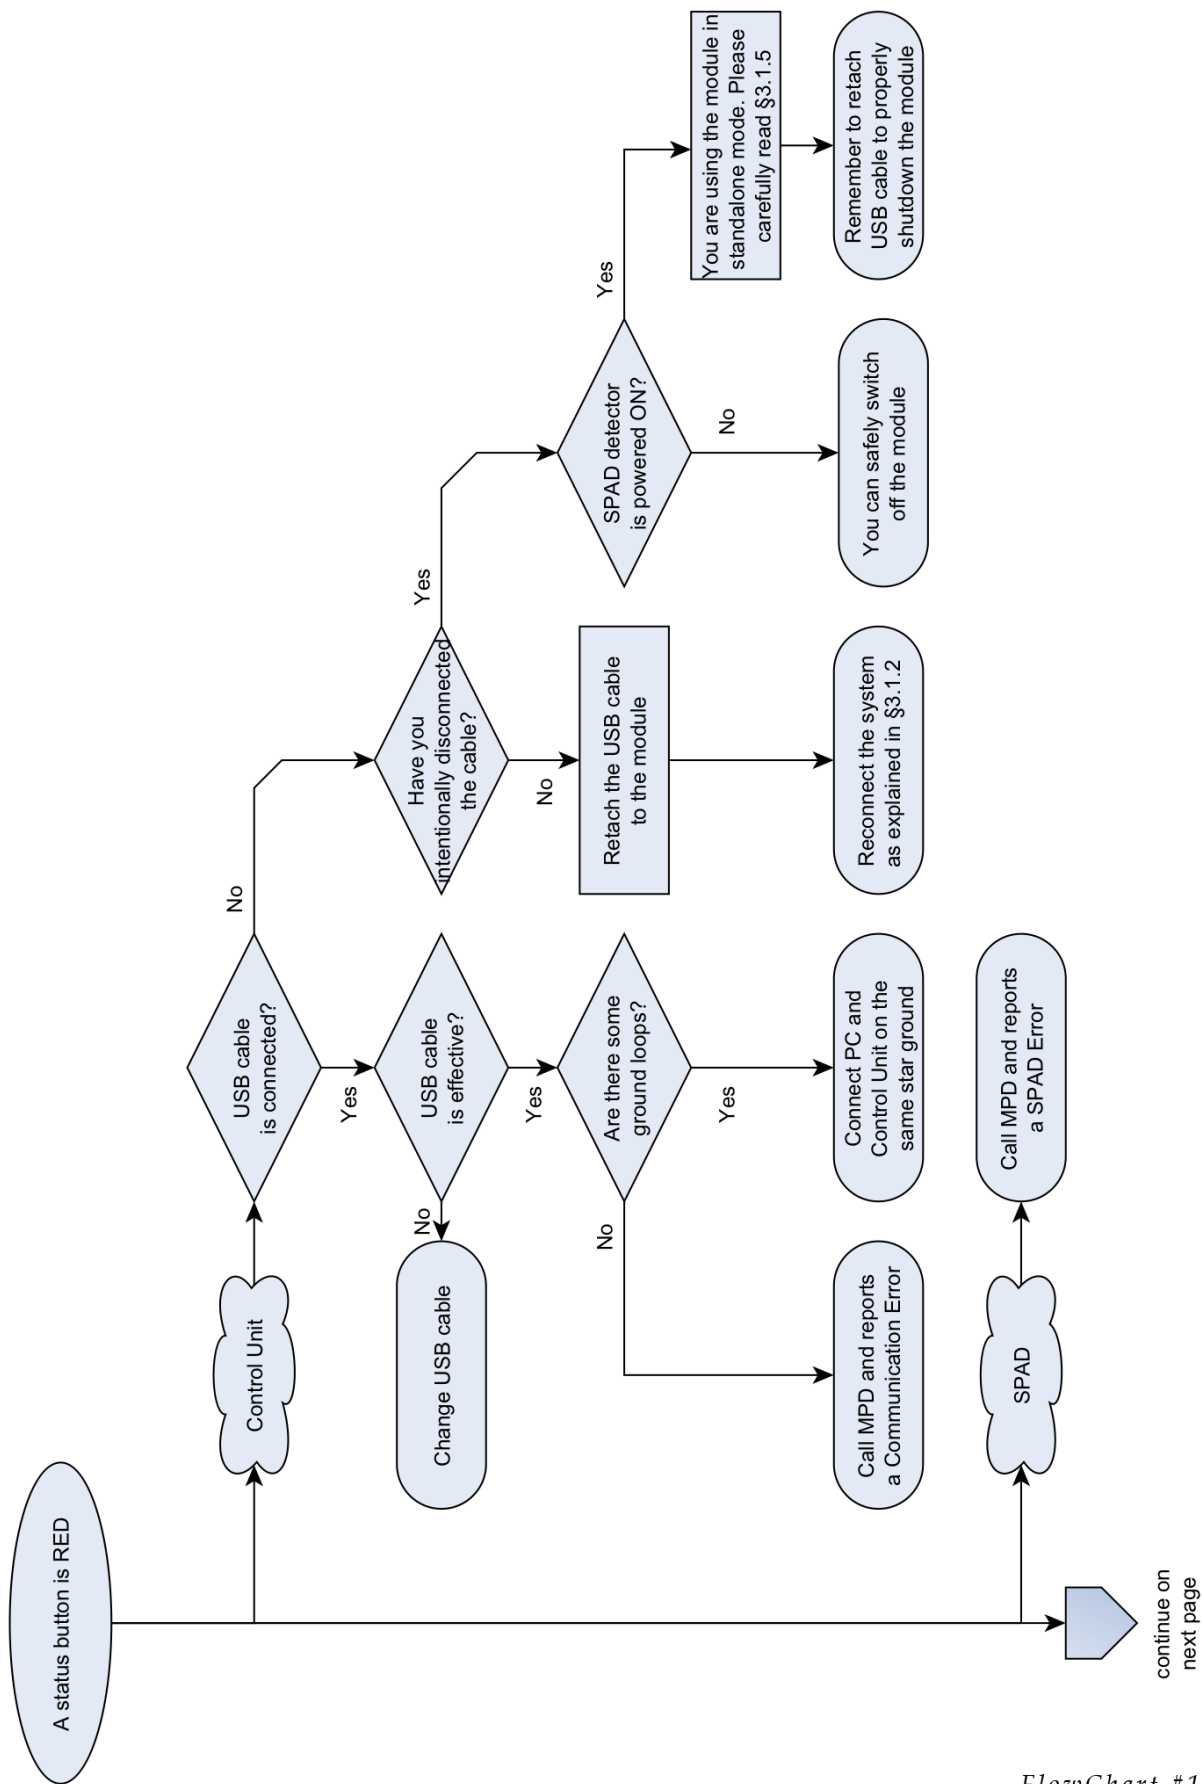 A status button is RED
Control Unit
USB cable
is connected?
No
Yes
Have you
intentionally disconnected
the cable?
Yes
No
USB cable
is effective?
No
Yes
Change USB cable
Retach the USB cable
to the module
SPAD detector
is powered ON?
Yes
No
Are there some
ground loops?
No
Yes
You are using the module in
standalone mode. Please
carefully read §3.1.5
Call MPD and reports
a Communication Error
Connect PC and
Control Unit on the
same star ground
Reconnect the system
as explained in §3.1.2
You can safely switch
off the module
Remember to retach
USB cable to properly
shutdown the module
SPAD
Call MPD and reports
a SPAD Error
continue on
next page
FlowChart #1